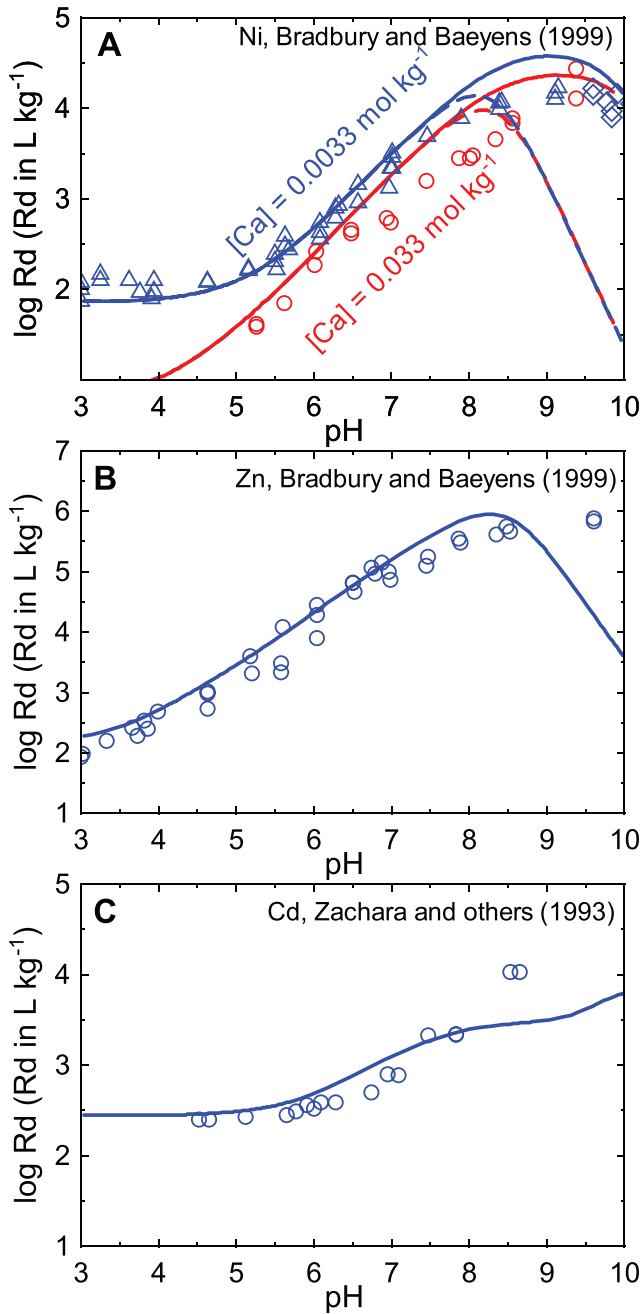 A
Ni, Bradbury and Baeyens (1999)
[Ca] = 0.0033 mol kg⁻¹
[Ca] = 0.033 mol kg⁻¹
log Rd (Rd in L kg⁻¹)
5
4
3
2
3 4 5 6 7 8 9 10
pH
B
Zn, Bradbury and Baeyens (1999)
log Rd (Rd in L kg⁻¹)
7
6
5
4
3
2
1
3 4 5 6 7 8 9 10
pH
C
Cd, Zachara and others (1993)
log Rd (Rd in L kg⁻¹)
5
4
3
2
1
3 4 5 6 7 8 9 10
pH